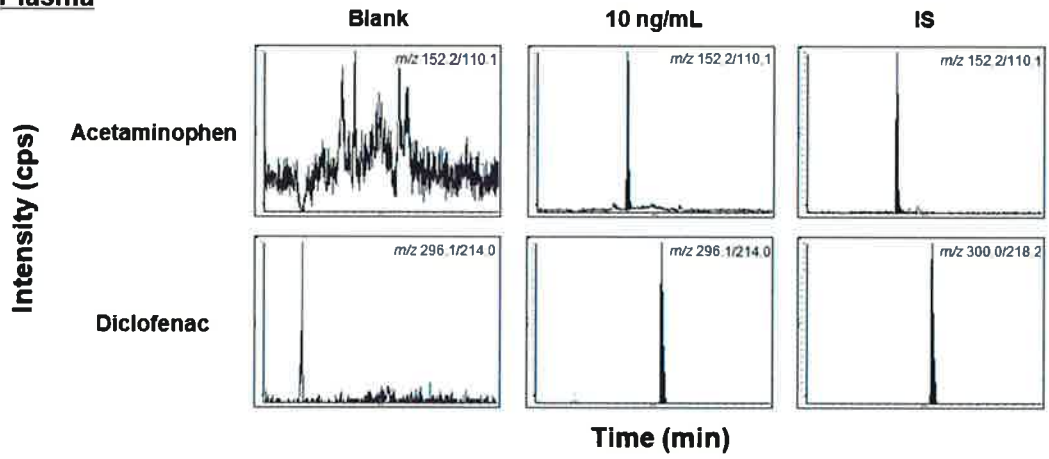 Plasma
Blank 10 ng/mL IS
m/z 152.2/110.1 m/z 152.2/110.1 m/z 152.2/110.1
Acetaminophen
m/z 296.1/214.0 m/z 296.1/214.0 m/z 300.0/218.2
Diclofenac
Intensity (cps)
Time (min)